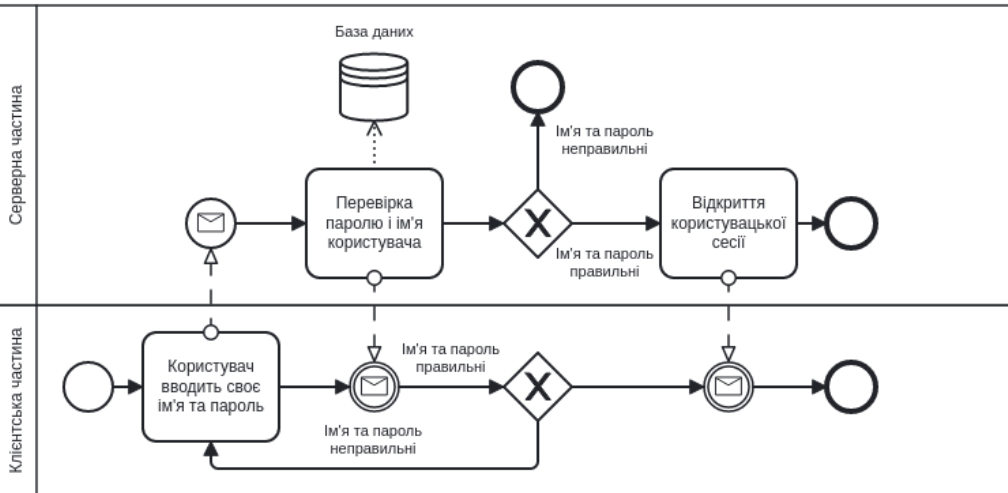 Серверна частина
База даних
Ім'я та пароль
неправильні
Перевірка
паролю і ім'я
користувача
Відкриття
користувацької
сесії
Ім'я та пароль
правильні
Клієнтська частина
Користувач
вводить своє
ім'я та пароль
Ім'я та пароль
правильні
Ім'я та пароль
неправильні